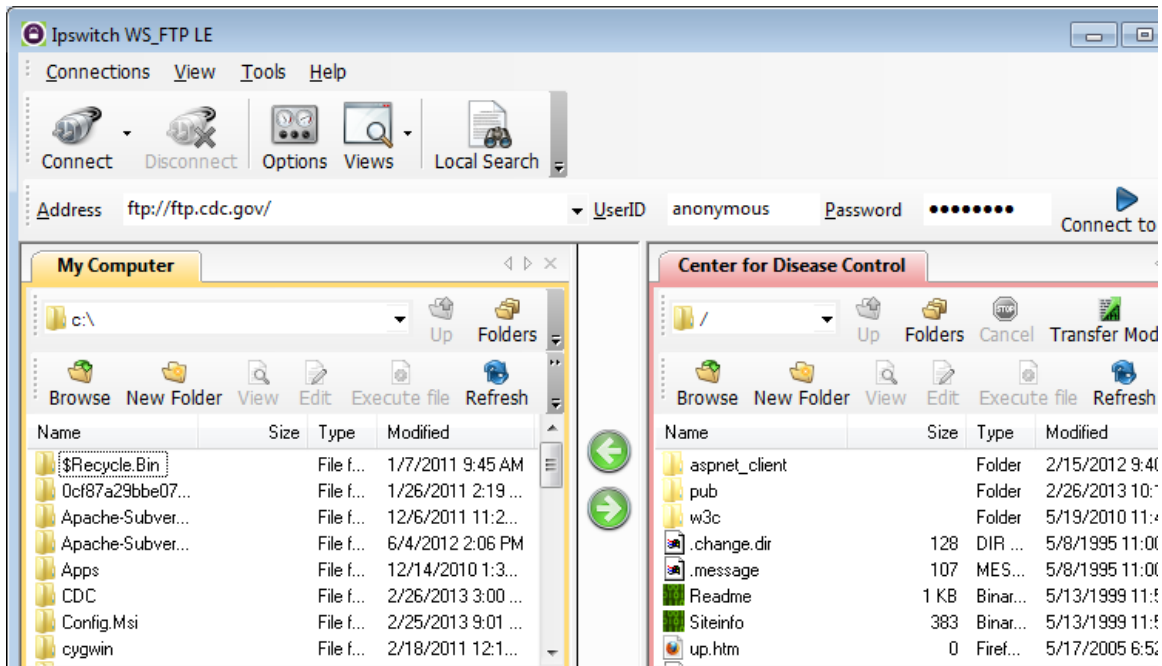 Ipswitch WS_FTP LE
Connections View Tools Help
Connect Disconnect Options Views Local Search
Address ftp://ftp.cdc.gov/ UserID anonymous Password ••••••••
Connect to
My Computer
c:\ Up Folders
Browse New Folder View Edit Execute file Refresh
Name Size Type Modified
$Recycle.Bin File f... 1/7/2011 9:45 AM
0cf87a29bbe07... File f... 1/26/2011 2:19 ...
Apache-Subver... File f... 12/6/2011 11:2...
Apache-Subver... File f... 6/4/2012 2:06 PM
Apps File f... 12/14/2010 1:3...
CDC File f... 2/26/2013 3:00 ...
Config.Msi File f... 2/25/2013 9:01 ...
cygwin File f... 2/18/2011 12:1...
Center for Disease Control
/ Up Folders Cancel Transfer Mod
Browse New Folder View Edit Execute file Refresh
Name Size Type Modified
aspnet_client Folder 2/15/2012 9:40
pub Folder 2/26/2013 10:
w3c Folder 5/19/2010 11:4
.change.dir 128 DIR ... 5/8/1995 11:00
.message 107 MES... 5/8/1995 11:00
Readme 1 KB Binar... 5/13/1999 11:5
Siteinfo 383 Binar... 5/13/1999 11:5
up.htm 0 Firef... 5/17/2005 6:52